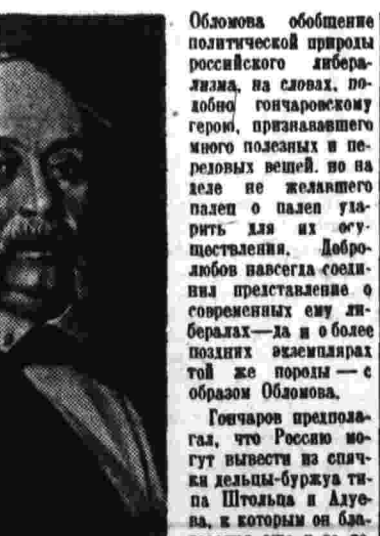 Обломова обобщение
политической природы
российского либера-
лизма, на словах, по-
добно гончаровскому
герою, признававшего
много полезных и пе-
редовых вещей, но на
деле не желавшего
палец о палец уда-
рить для их осу-
ществления. Добро-
любов навсегда соеди-
нил представление о
современных ему ли-
бералах—да и о более
поздних экземплярах
той же породы — с
образом Обломова.
Гончаров предпола-
гал, что Россию мо-
гут вывести из спяч-
ки дельцы-буржуа ти-
па Штольца и Адуе-
ва, к которым он бла-